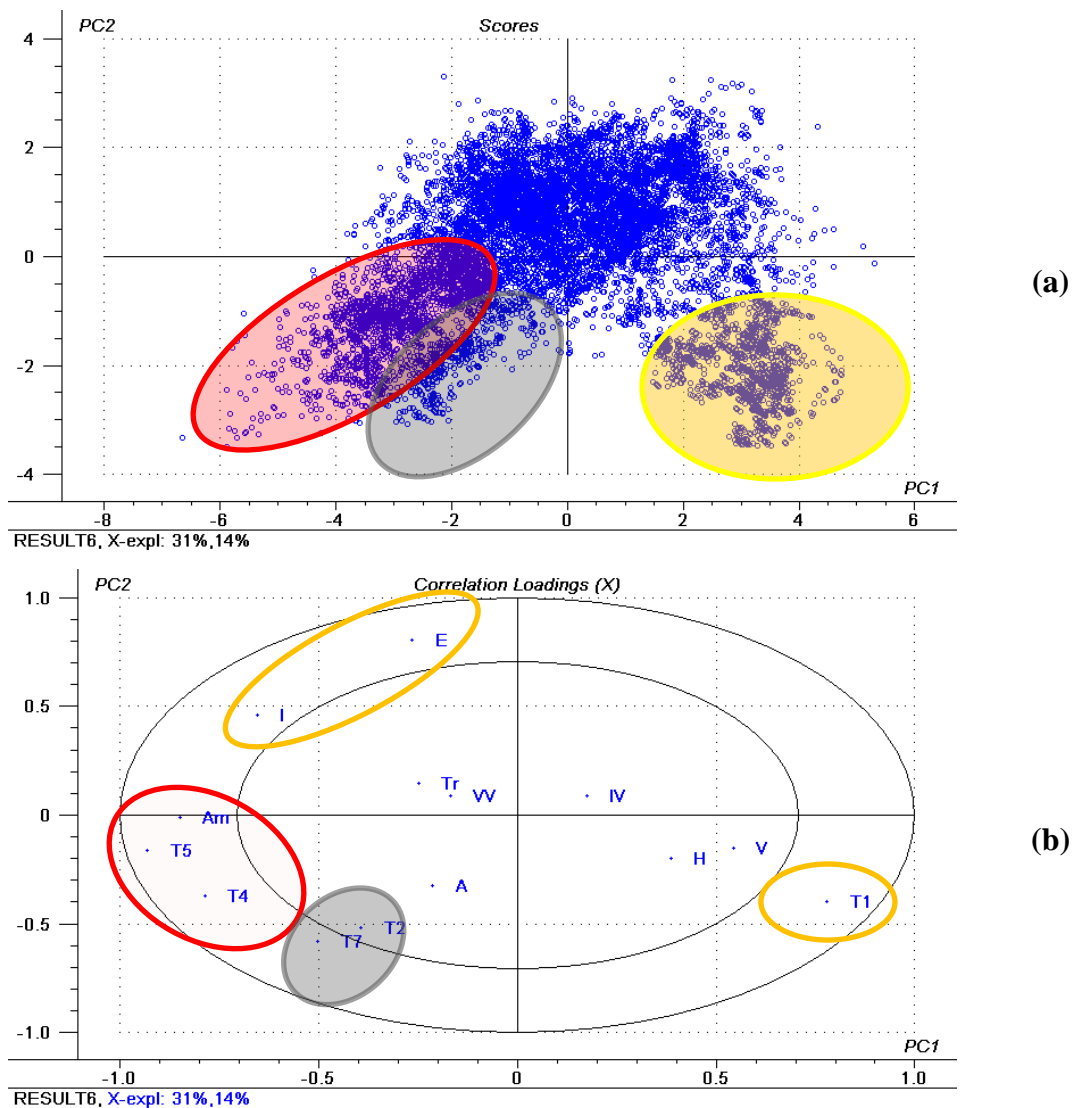 PC2 Scores
4
2
0
-2
-4
PC1
-8 -6 -4 -2 0 2 4 6
RESULT6, X-expl: 31%,14%
(a)
PC2 Correlation Loadings (X)
1.0
E
0.5
I
Tr
VV
IV
0
Am
T5
V
H
T4
A
T1
-0.5
T2
T7
-1.0
PC1
-1.0 -0.5 0 0.5 1.0
RESULT6, X-expl: 31%,14%
(b)